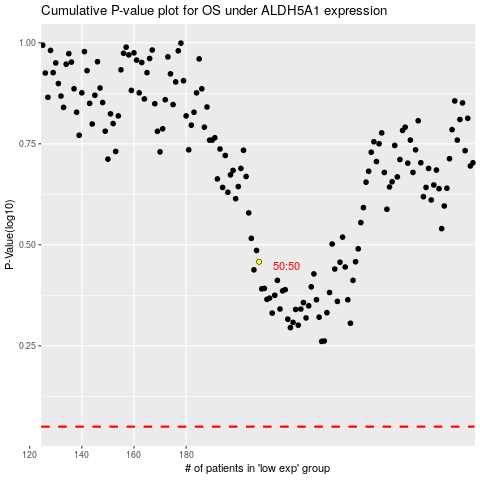 Cumulative P-value plot for OS under ALDH5A1 expression
1.00
0.75
P-Value(log10)
0.50
50:50
0.25
120 140 160 180
# of patients in 'low exp' group